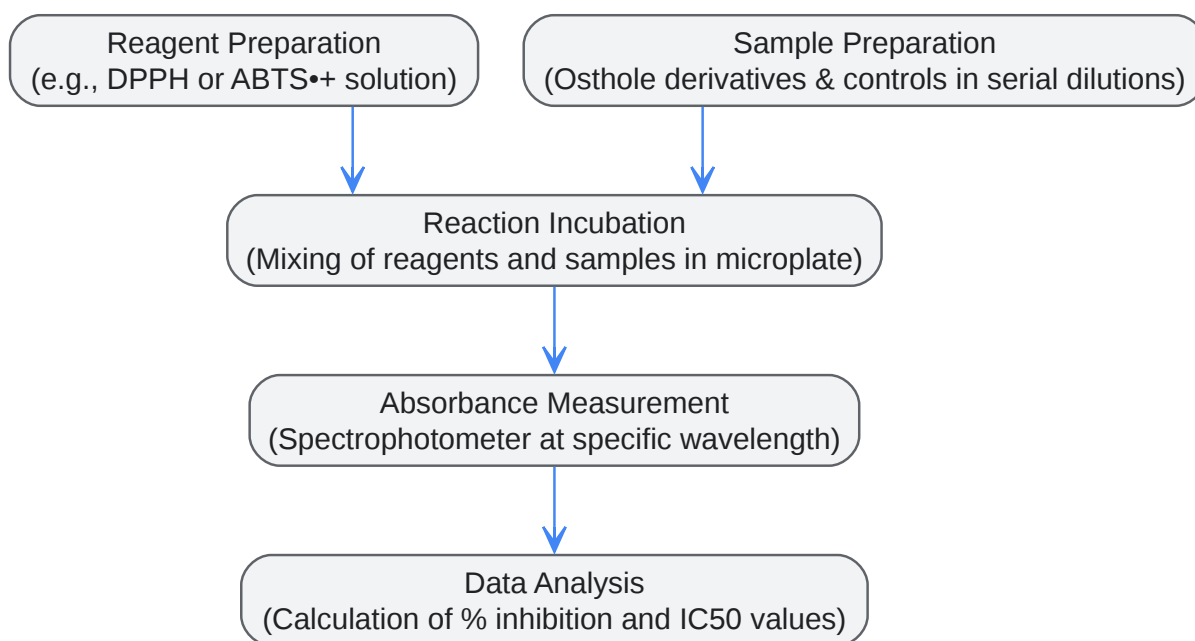 Reagent Preparation
(e.g., DPPH or ABTS•+ solution)
Sample Preparation
(Osthole derivatives & controls in serial dilutions)
Reaction Incubation
(Mixing of reagents and samples in microplate)
Absorbance Measurement
(Spectrophotometer at specific wavelength)
Data Analysis
(Calculation of % inhibition and IC50 values)